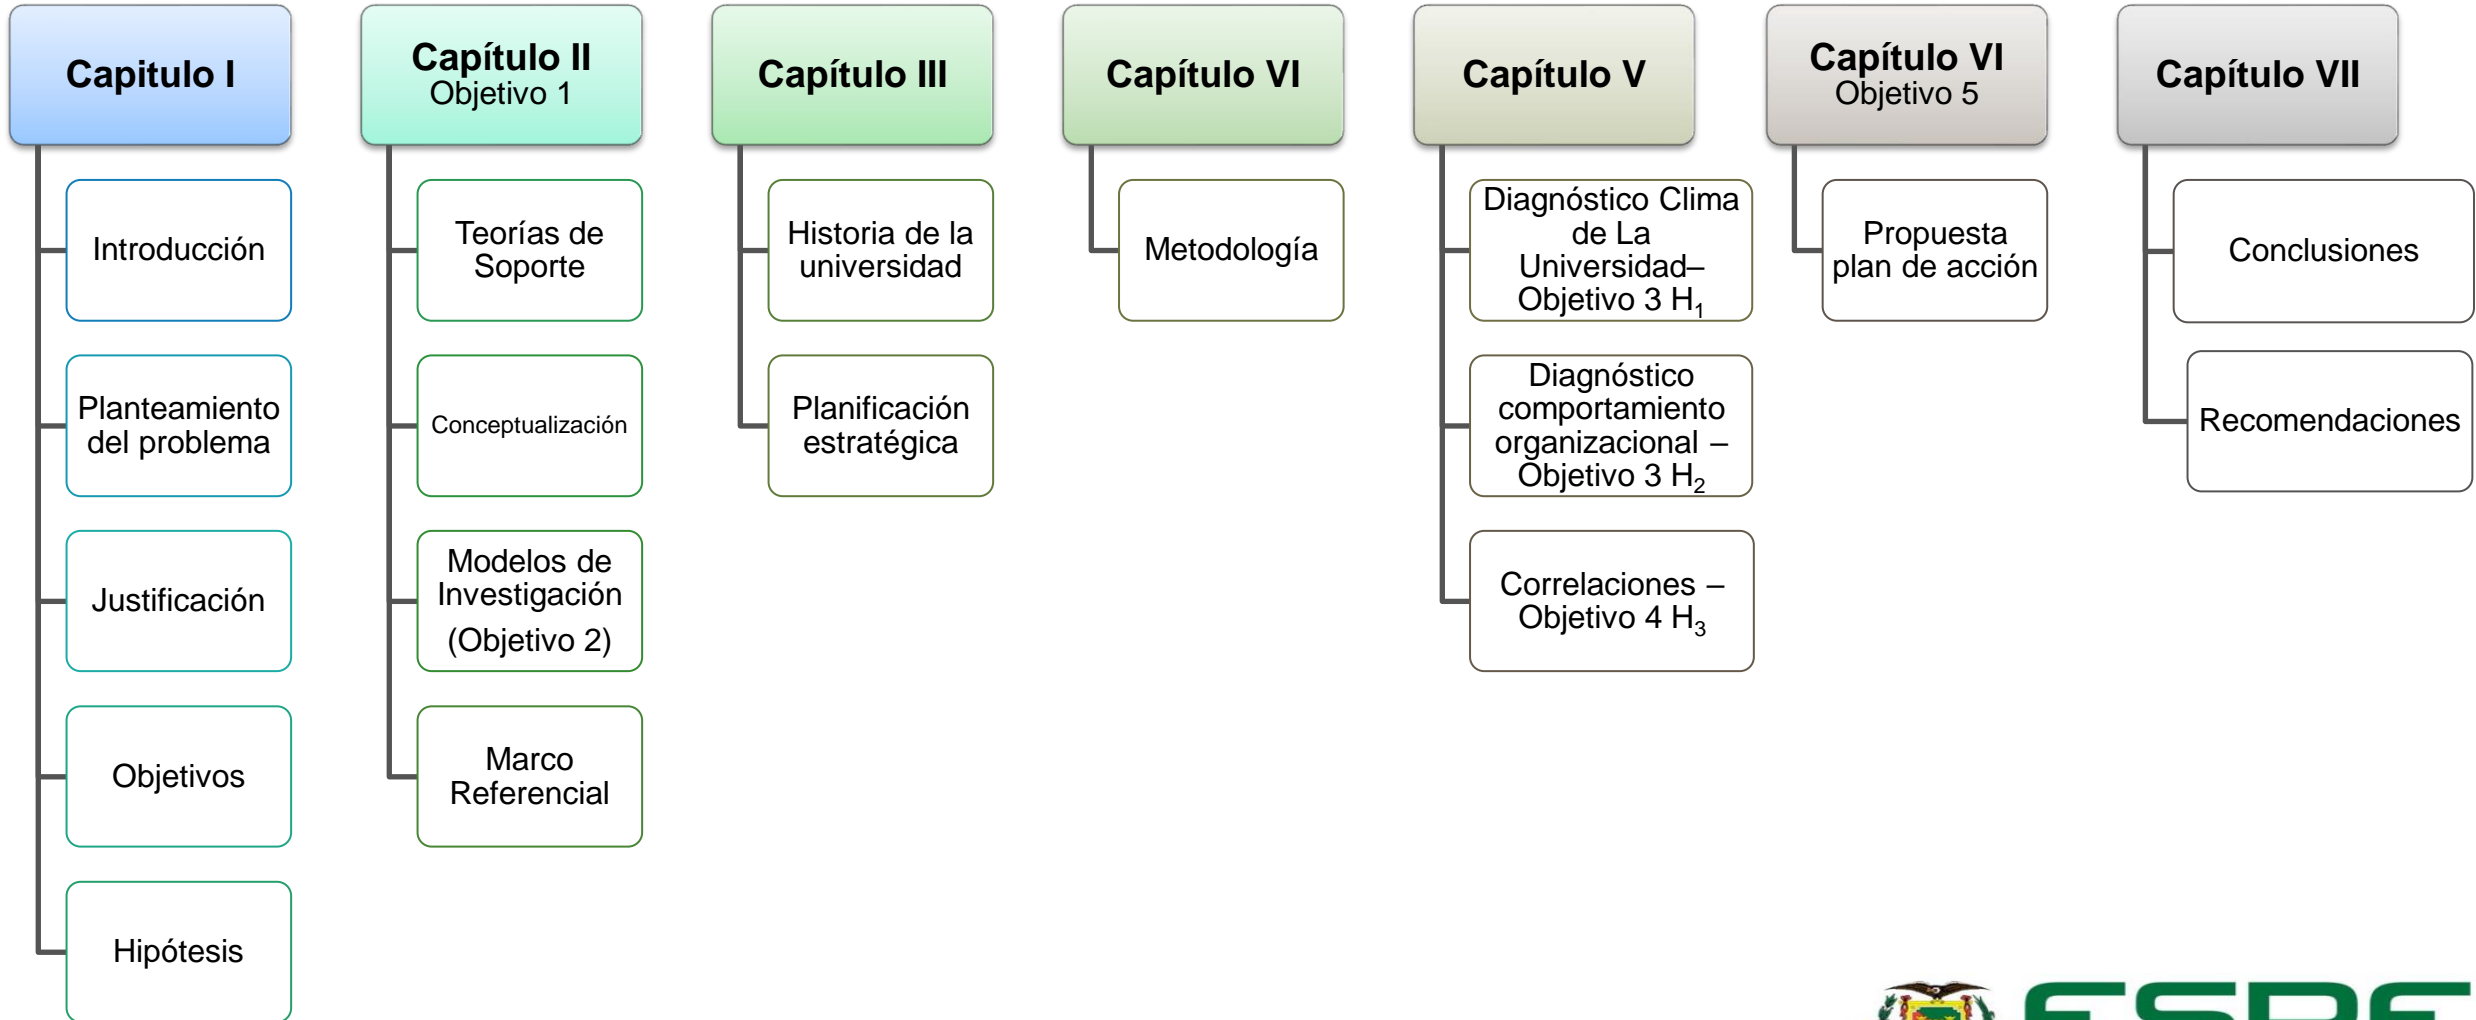 Capitulo I
Introducción
Planteamiento
del problema
Justificación
Objetivos
Hipótesis
Capítulo II
Objetivo 1
Teorías de
Soporte
Conceptualización
Modelos de
Investigación
(Objetivo 2)
Marco
Referencial
Capítulo III
Historia de la
universidad
Planificación
estratégica
Capítulo VI
Metodología
Capítulo V
Diagnóstico Clima
de La
Universidad–
Objetivo 3 H₁
Diagnóstico
comportamiento
organizacional –
Objetivo 3 H₂
Correlaciones –
Objetivo 4 H₃
Capítulo VI
Objetivo 5
Propuesta
plan de acción
Capítulo VII
Conclusiones
Recomendaciones
ESPE